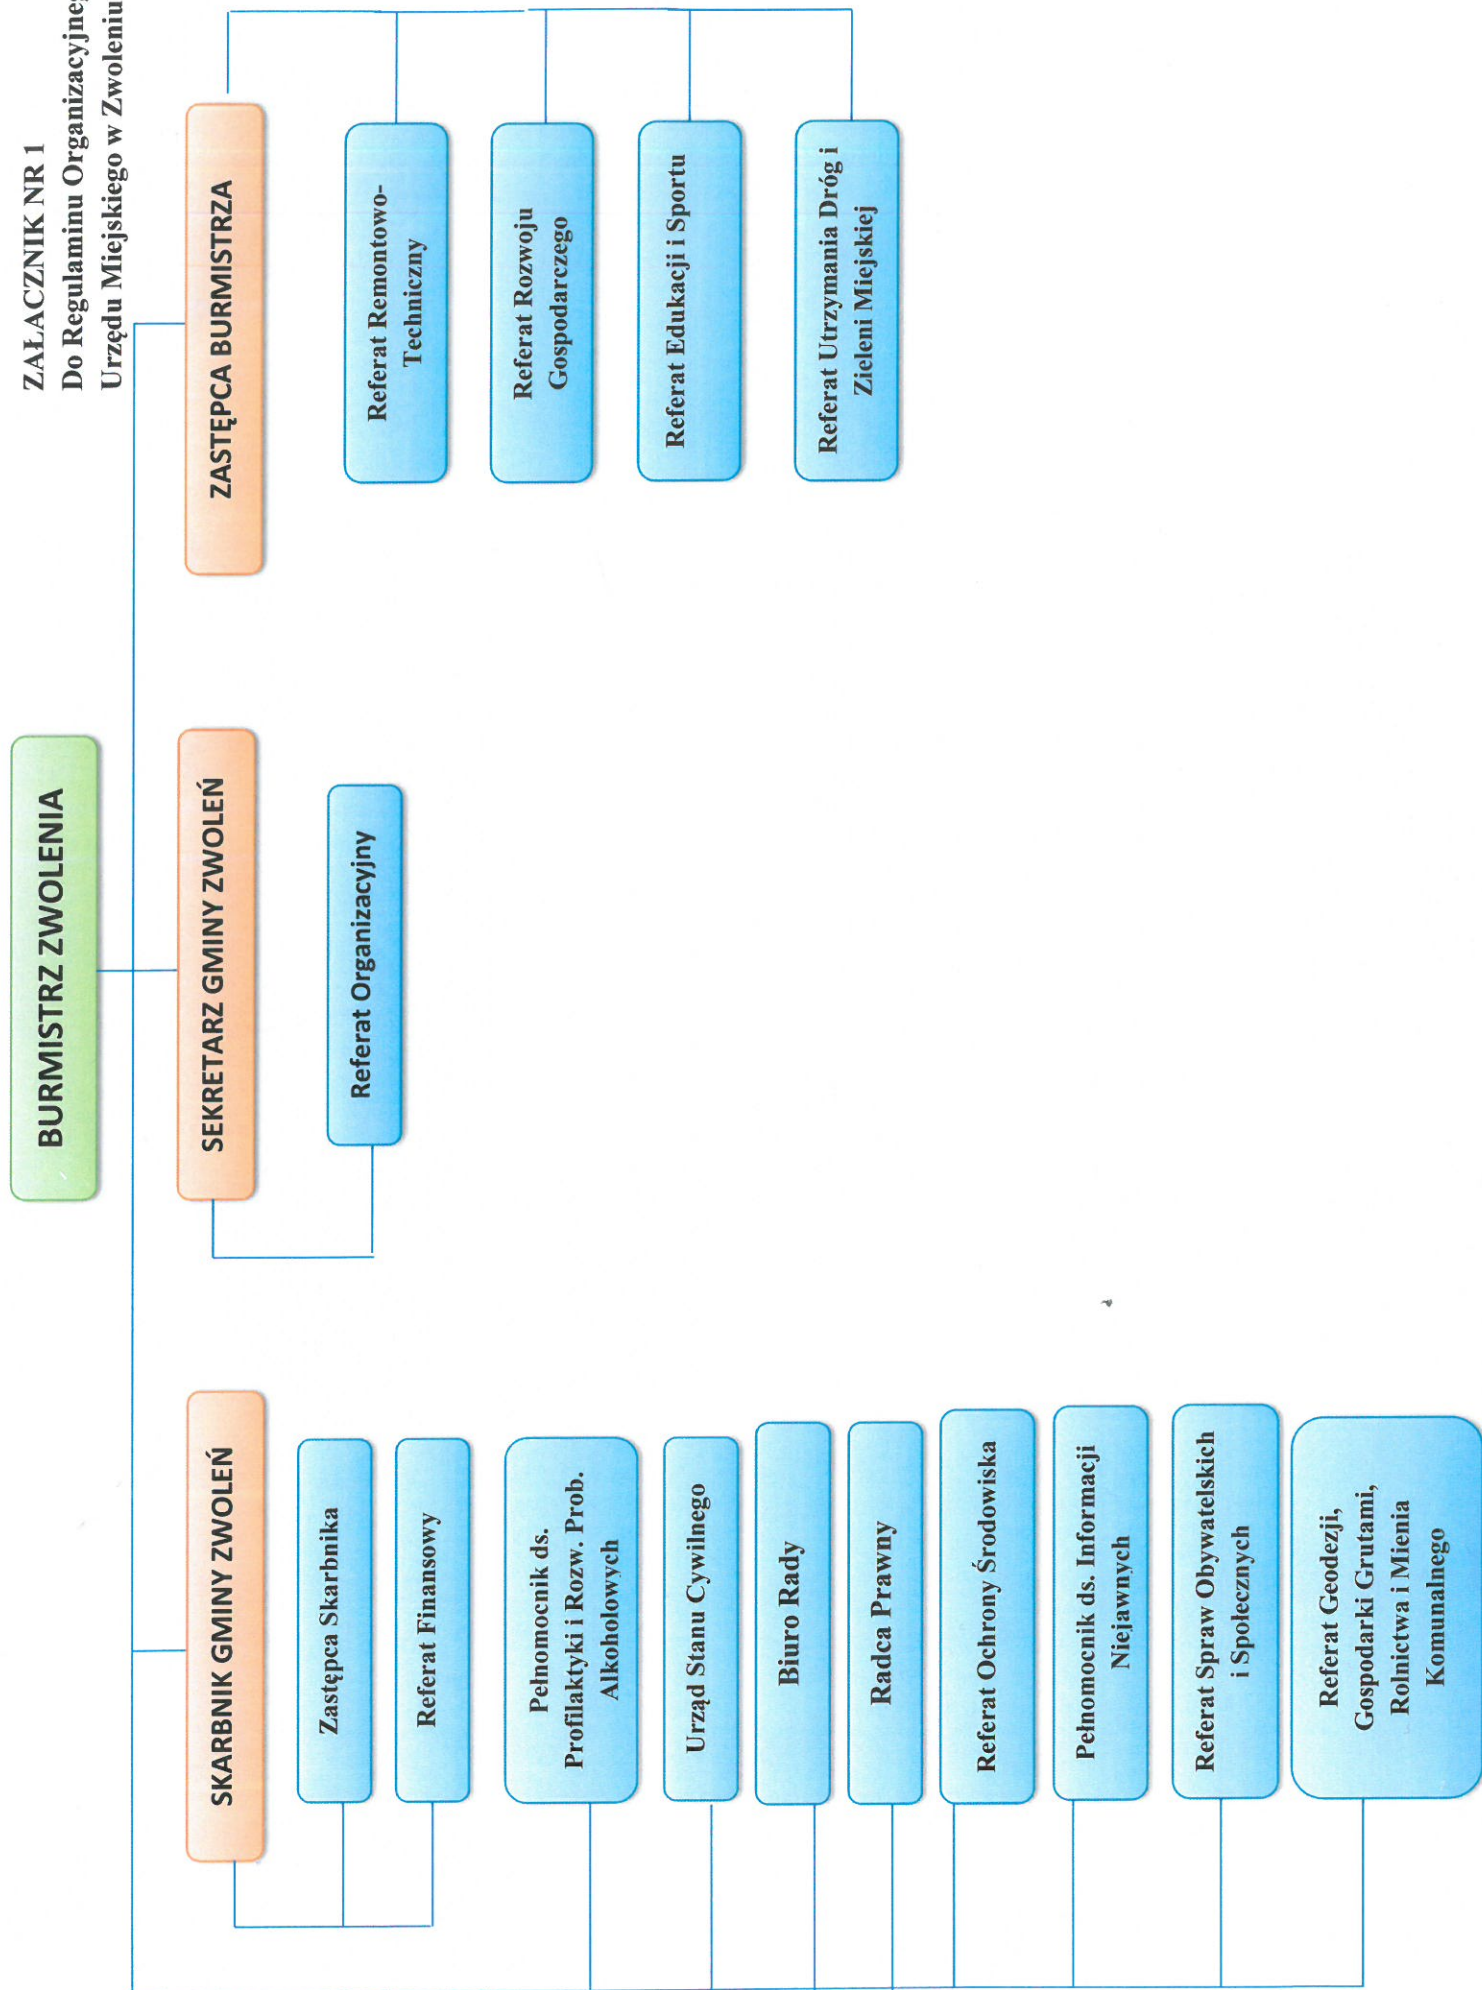 ZAŁACZNIK NR 1
Do Regulaminu Organizacyjneg
Urzędu Miejskiego w Zwoleniu
BURMISTRZ ZWOLENIA
SKARBNIK GMINY ZWOLEŃ
SEKRETARZ GMINY ZWOLEŃ
ZASTĘPCA BURMISTRZA
Zastępca Skarbnika
Referat Finansowy
Pełnomocnik ds.
Profilaktyki i Rozw. Prob.
Alkoholowych
Urząd Stanu Cywilnego
Biuro Rady
Radca Prawny
Referat Ochrony Środowiska
Pełnomocnik ds. Informacji
Niejawnych
Referat Spraw Obywatelskich
i Społecznych
Referat Geodezji,
Gospodarki Grutami,
Rolnictwa i Mienia
Komunalnego
Referat Organizacyjny
Referat Remontowo-
Techniczny
Referat Rozwoju
Gospodarczego
Referat Edukacji i Sportu
Referat Utrzymania Dróg i
Zieleni Miejskiej